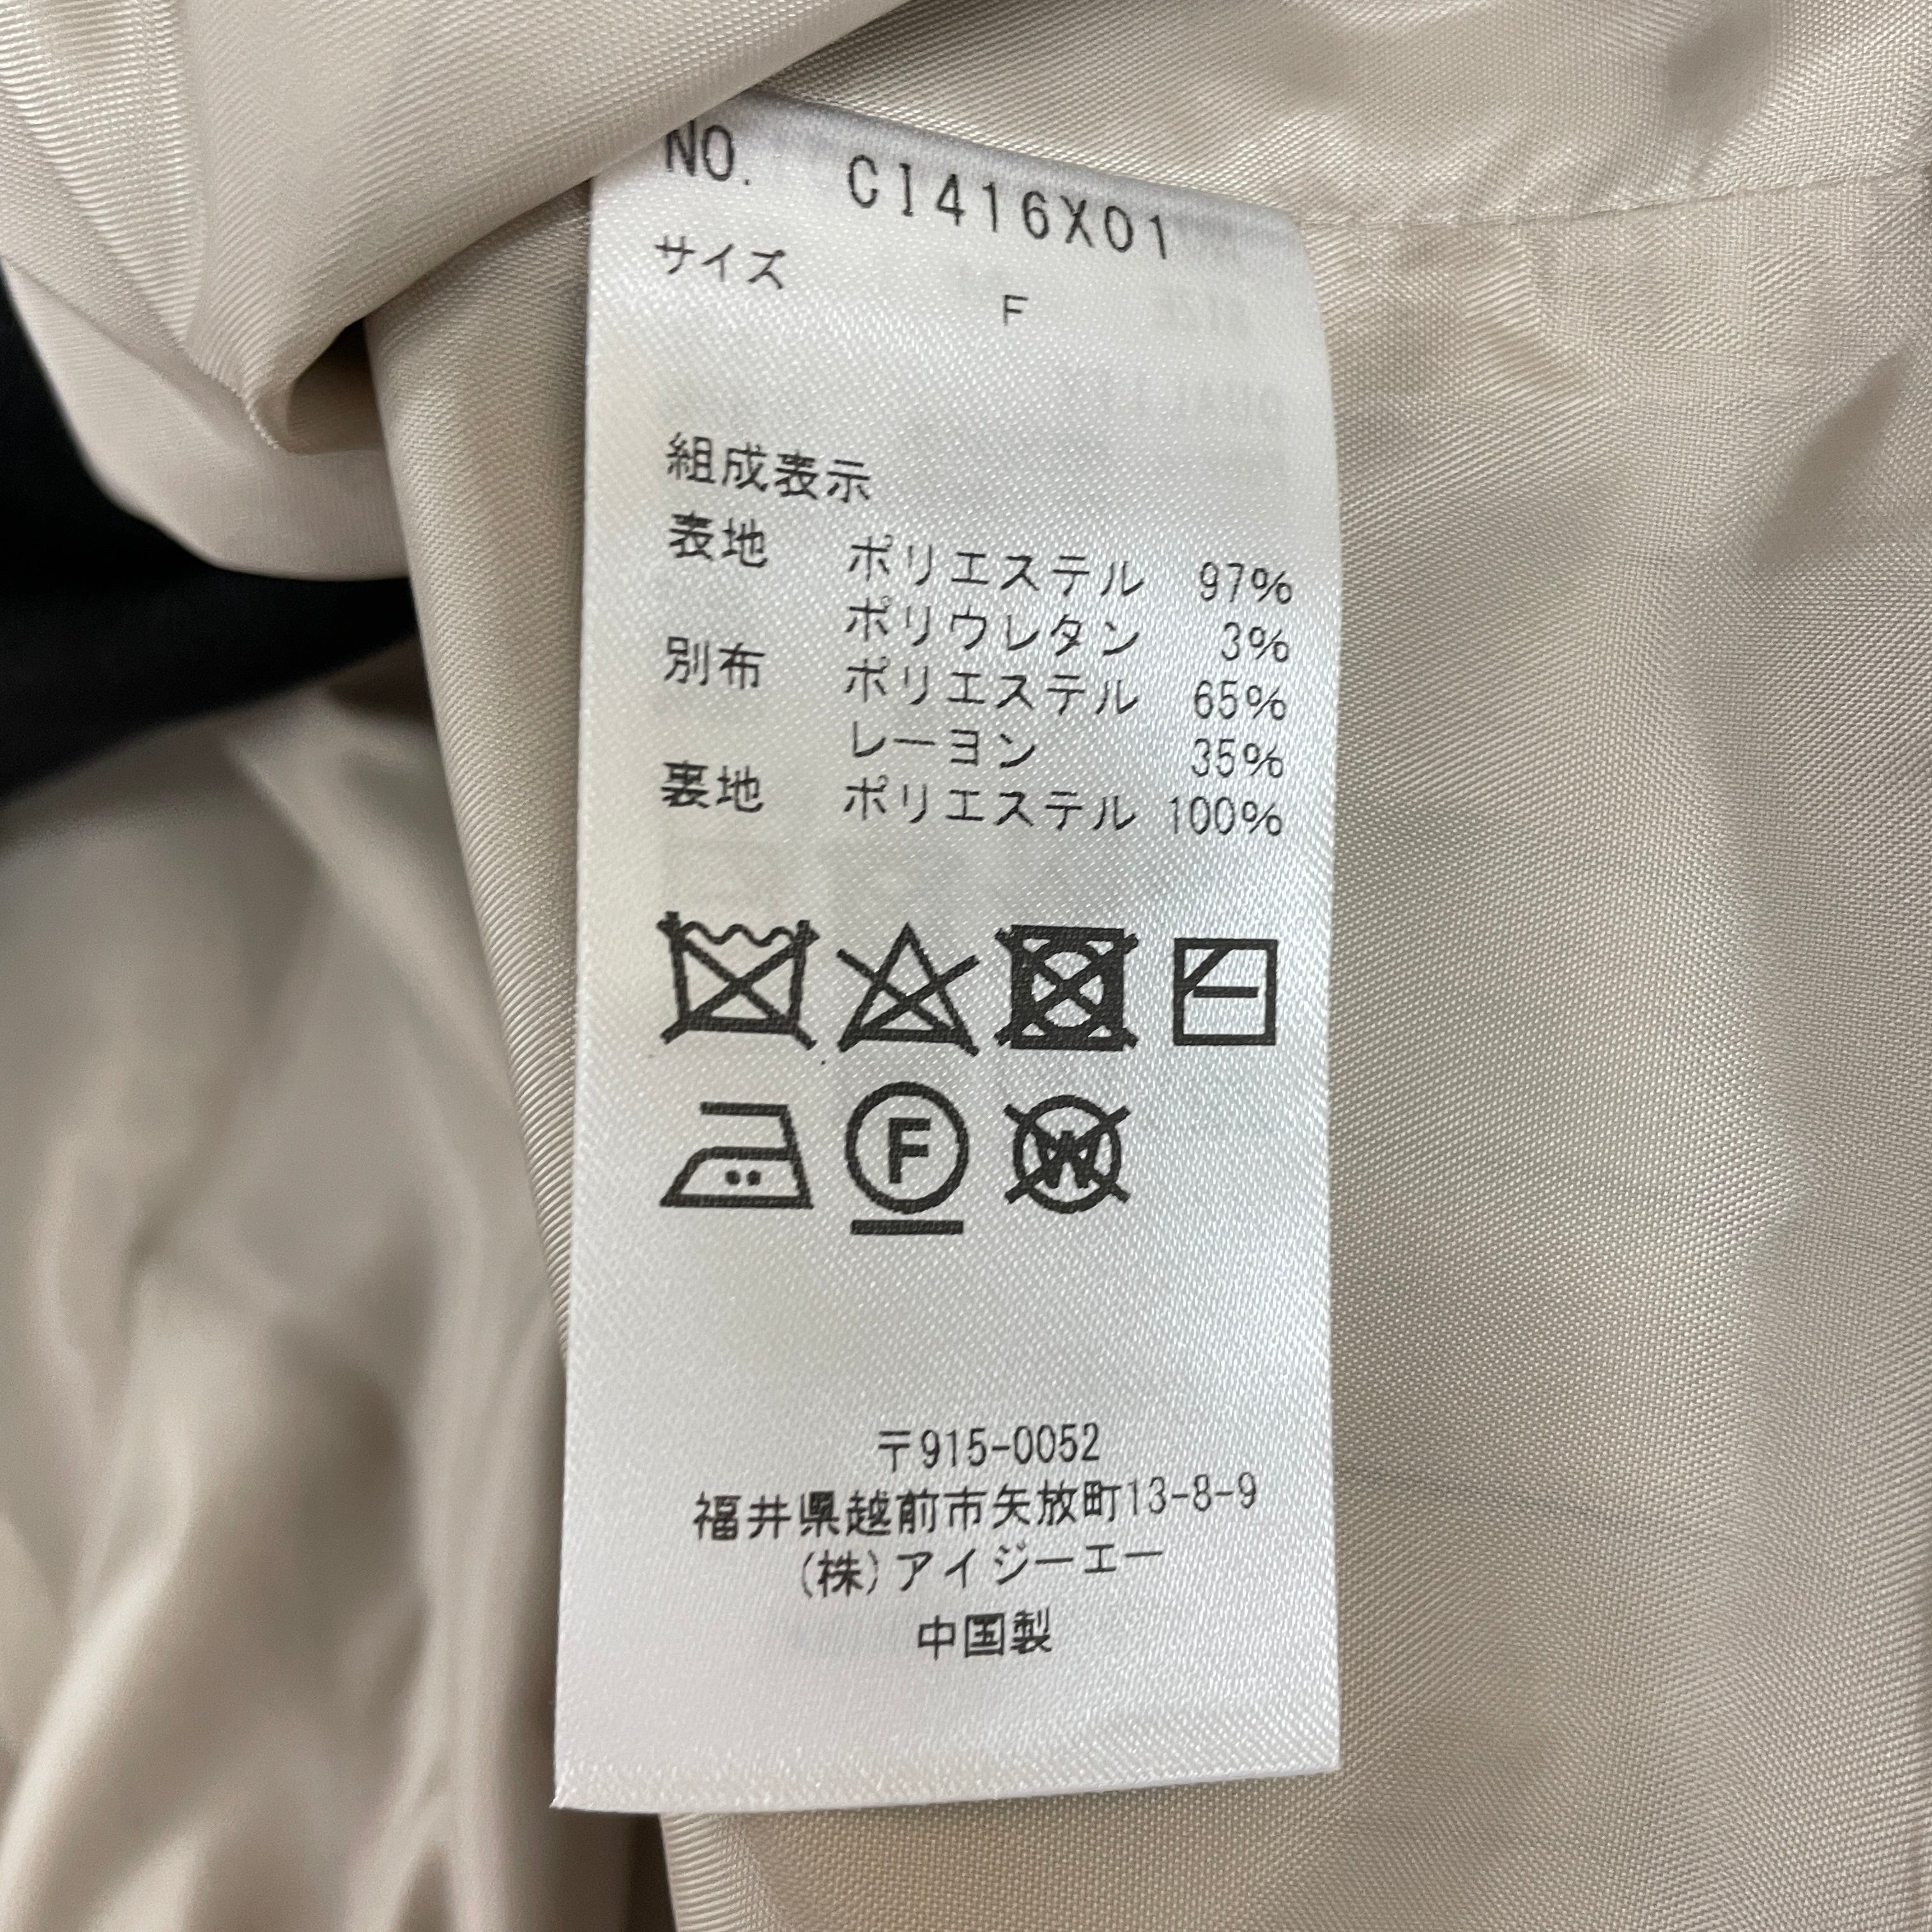 NO. CI416X01
サイズ
F
組成表示
表地 ポリエステル 97%
ポリウレタン 3%
別布 ポリエステル 65%
レーヨン 35%
裏地 ポリエステル 100%
F
W
〒915-0052
福井県越前市矢放町13-8-9
(株)アイジーエー
中国製